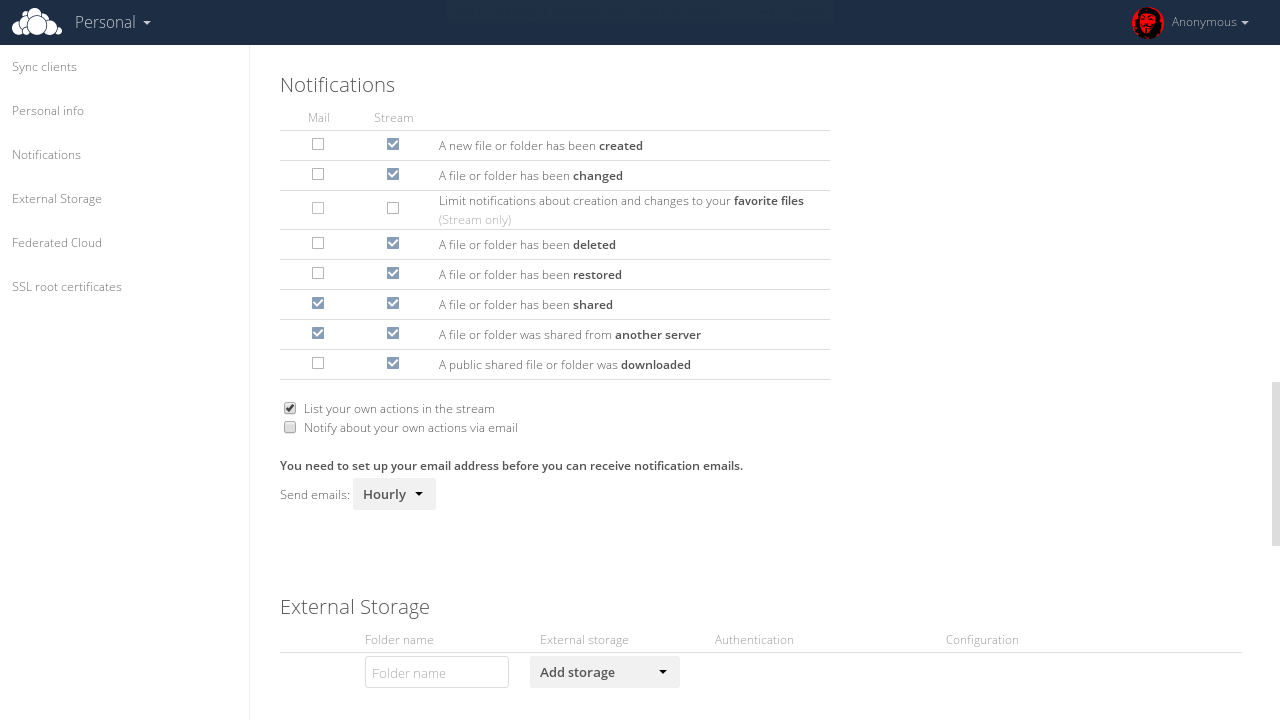 Personal
Anonymous
Sync clients
Personal info
Notifications
External Storage
Federated Cloud
SSL root certificates
Notifications
Mail Stream
A new file or folder has been created
A file or folder has been changed
Limit notifications about creation and changes to your favorite files
(Stream only)
A file or folder has been deleted
A file or folder has been restored
A file or folder has been shared
A file or folder was shared from another server
A public shared file or folder was downloaded
List your own actions in the stream
Notify about your own actions via email
You need to set up your email address before you can receive notification emails.
Send emails: Hourly
External Storage
Folder name External storage Authentication Configuration
Folder name Add storage